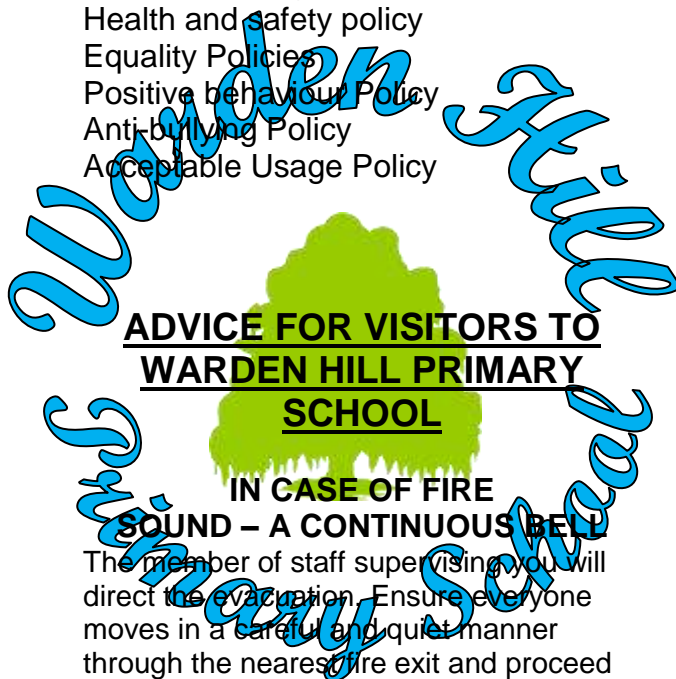 Health and safety policy
Equality Policies
Positive behaviour Policy
Anti-bullying Policy
Acceptable Usage Policy
Warden Hill
ADVICE FOR VISITORS TO
WARDEN HILL PRIMARY
SCHOOL
IN CASE OF FIRE
SOUND – A CONTINUOUS BELL
The member of staff supervising you will
direct the evacuation. Ensure everyone
moves in a careful and quiet manner
through the nearest fire exit and proceed
Primary School